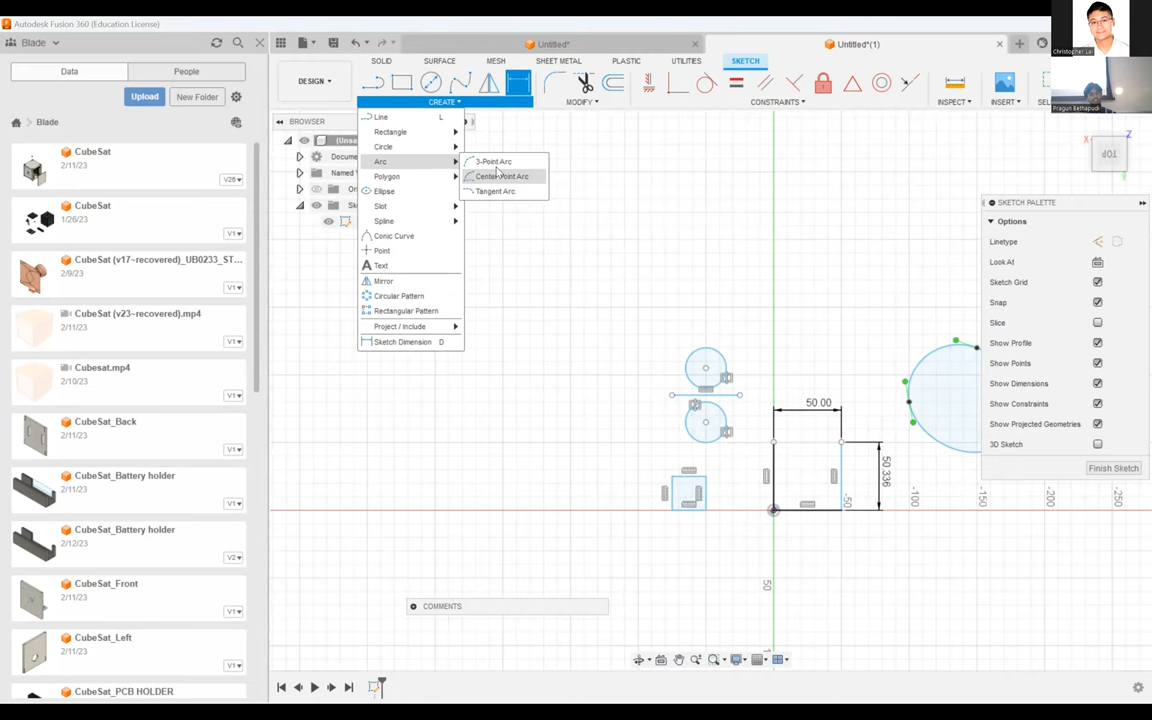 Autodesk Fusion 360 (Education License)
Blade
Untitled*
Untitled*(1)
Christopher Lai
Pragun Bethapudi
Data
People
Upload
New Folder
Blade
CubeSat
2/11/23
V26
CubeSat
1/26/23
V1
CubeSat (v17~recovered)_UB0233_ST...
2/9/23
V1
CubeSat (v23~recovered).mp4
2/11/23
V1
Cubesat.mp4
2/10/23
V1
CubeSat_Back
2/11/23
V1
CubeSat_Battery holder
2/11/23
V1
CubeSat_Battery holder
2/12/23
V2
CubeSat_Front
2/11/23
V1
CubeSat_Left
2/11/23
V1
CubeSat_PCB HOLDER
DESIGN
SOLID
SURFACE
MESH
SHEET METAL
PLASTIC
UTILITIES
SKETCH
CREATE
MODIFY
CONSTRAINTS
INSPECT
INSERT
BROWSER
Line L
Rectangle
Circle
Arc
Polygon
Ellipse
Slot
Spline
Conic Curve
Point
Text
Mirror
Circular Pattern
Rectangular Pattern
Project / Include
Sketch Dimension D
3-Point Arc
Center Point Arc
Tangent Arc
TOP
X
Z
SKETCH PALETTE
Options
Linetype
Look At
Sketch Grid
Snap
Slice
Show Profile
Show Points
Show Dimensions
Show Constraints
Show Projected Geometries
3D Sketch
Finish Sketch
50.00
50.336
-50
-100
-150
-200
-250
50
COMMENTS